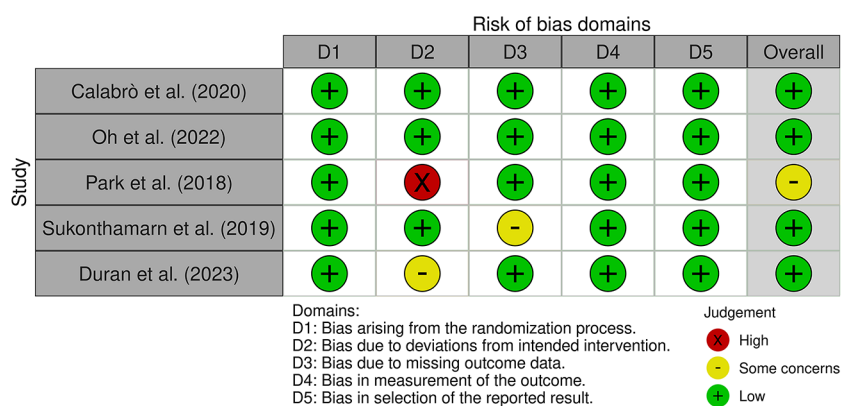 Risk of bias domains
D1 D2 D3 D4 D5 Overall
Study
Calabrò et al. (2020) + + + + + +
Oh et al. (2022) + + + + + +
Park et al. (2018) + X + + + -
Sukonthamarn et al. (2019) + + - + + +
Duran et al. (2023) + - + + + +
Domains:
D1: Bias arising from the randomization process.
D2: Bias due to deviations from intended intervention.
D3: Bias due to missing outcome data.
D4: Bias in measurement of the outcome.
D5: Bias in selection of the reported result.
Judgement
X High
- Some concerns
+ Low